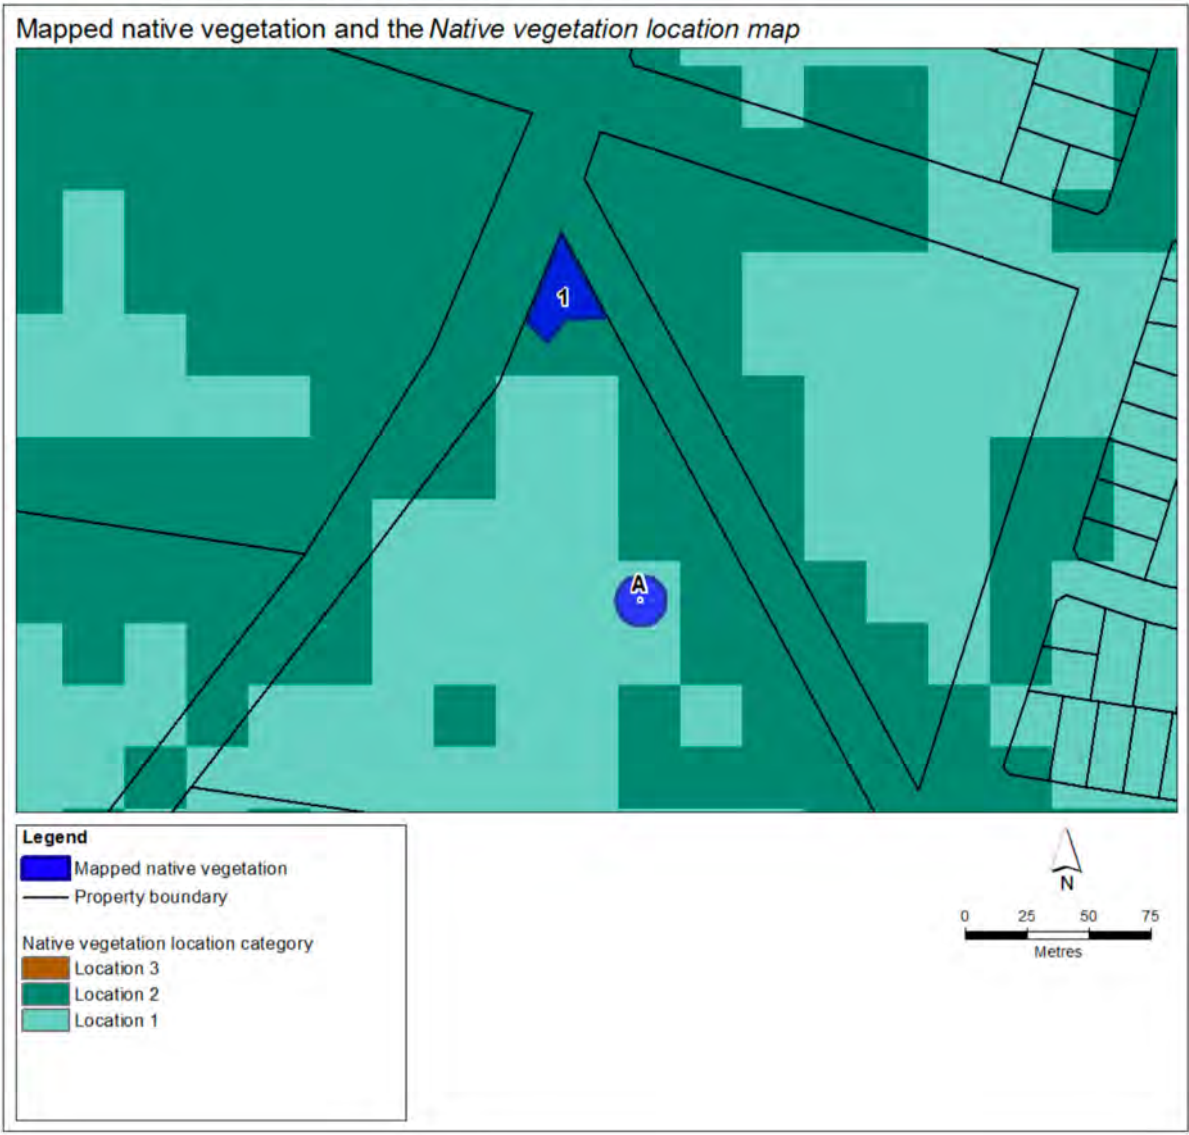 Mapped native vegetation and the Native vegetation location map
1
A
Legend
Mapped native vegetation
Property boundary
Native vegetation location category
Location 3
Location 2
Location 1
N
0 25 50 75
Metres